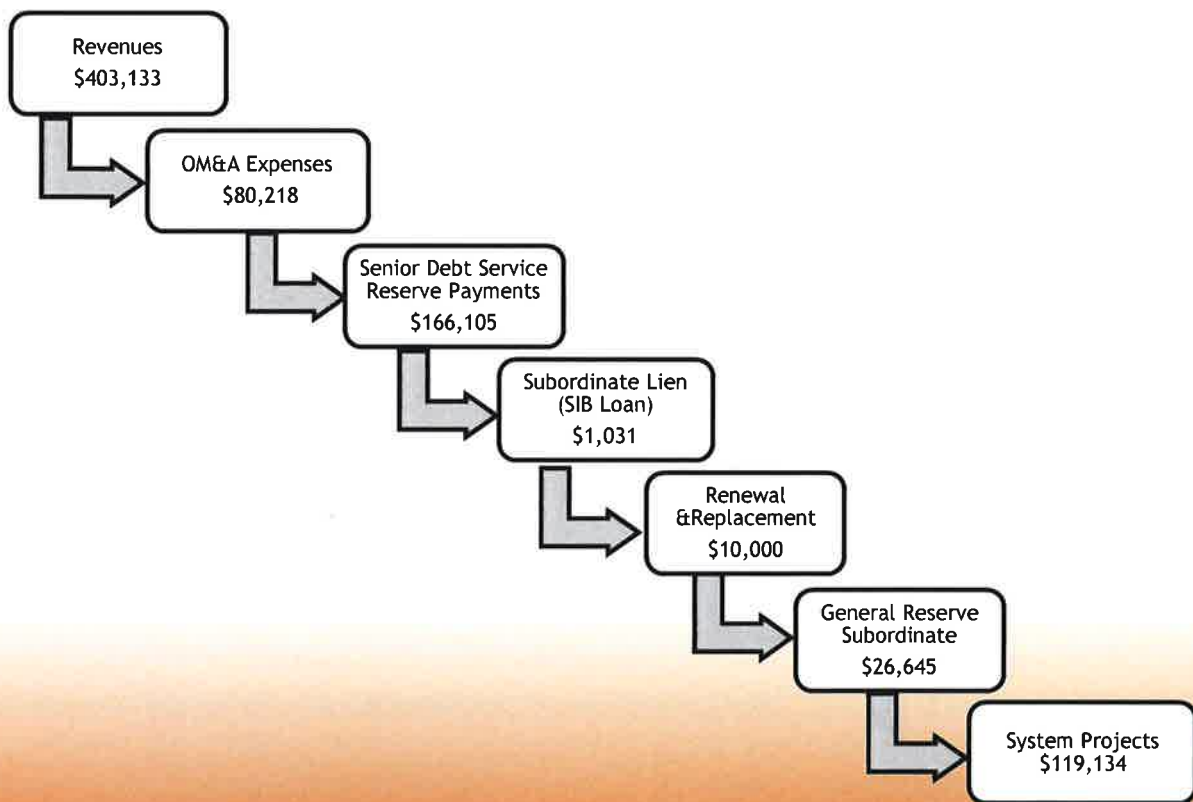 Revenues
$403,133
OM&A Expenses
$80,218
Senior Debt Service
Reserve Payments
$166,105
Subordinate Lien
(SIB Loan)
$1,031
Renewal
&Replacement
$10,000
General Reserve
Subordinate
$26,645
System Projects
$119,134